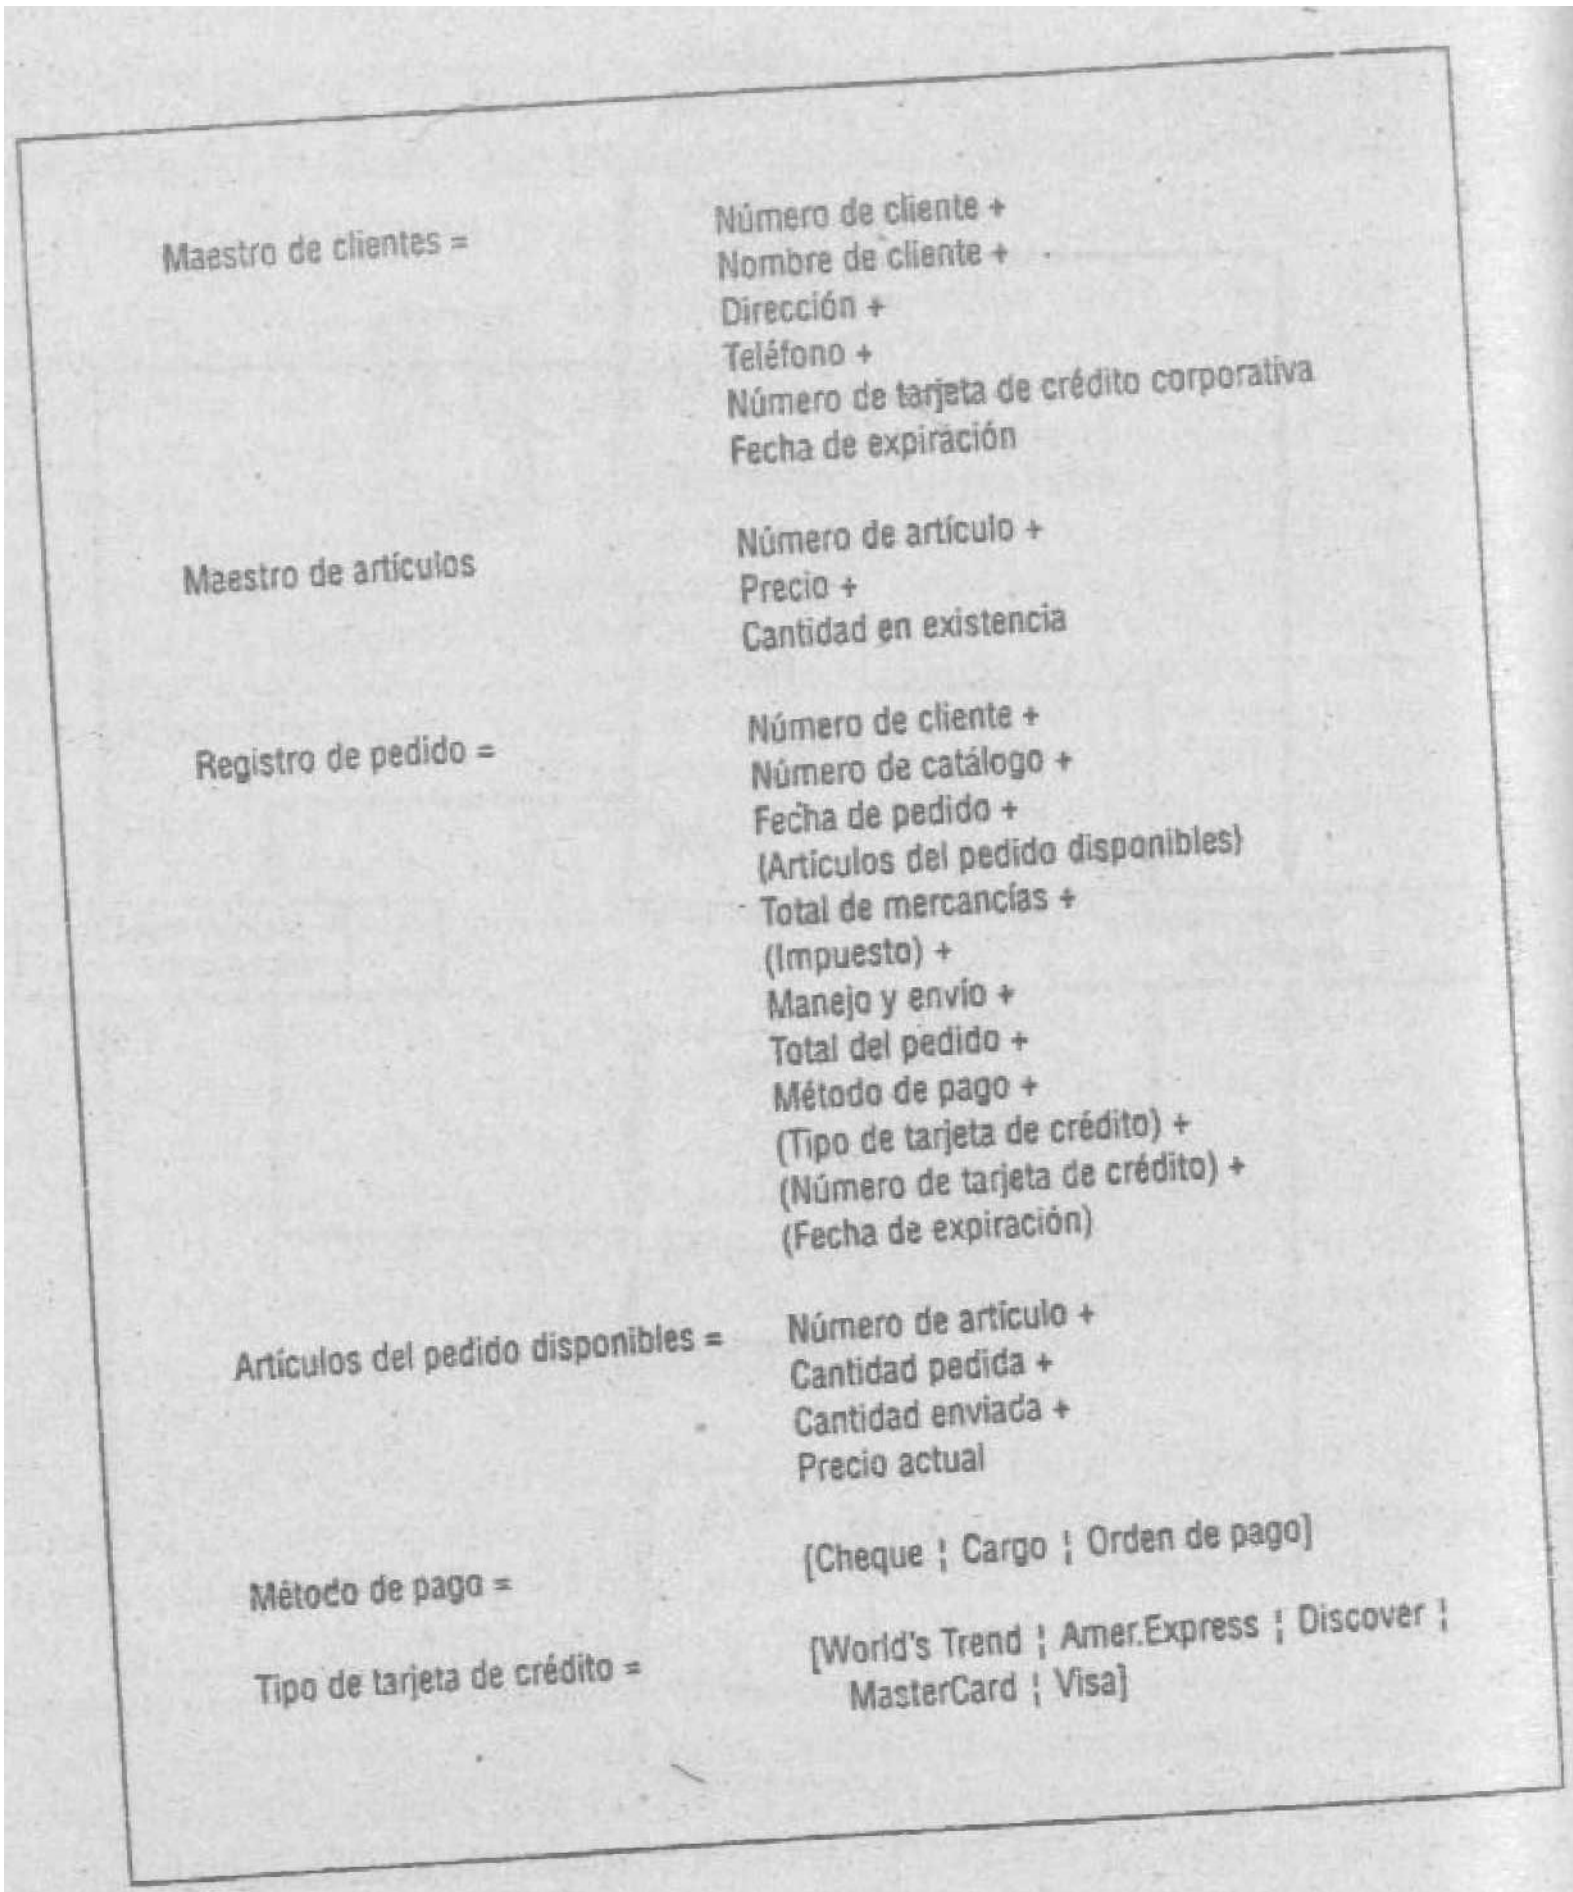 Maestro de clientes =
Número de cliente +
Nombre de cliente +
Dirección +
Teléfono +
Número de tarjeta de crédito corporativa
Fecha de expiración
Maestro de artículos
Número de artículo +
Precio +
Cantidad en existencia
Registro de pedido =
Número de cliente +
Número de catálogo +
Fecha de pedido +
{Artículos del pedido disponibles}
Total de mercancías +
(Impuesto) +
Manejo y envío +
Total del pedido +
Método de pago +
(Tipo de tarjeta de crédito) +
(Número de tarjeta de crédito) +
(Fecha de expiración)
Artículos del pedido disponibles =
Número de artículo +
Cantidad pedida +
Cantidad enviada +
Precio actual
Método de pago =
[Cheque ¦ Cargo ¦ Orden de pago]
Tipo de tarjeta de crédito =
[World's Trend ¦ Amer.Express ¦ Discover ¦
MasterCard ¦ Visa]